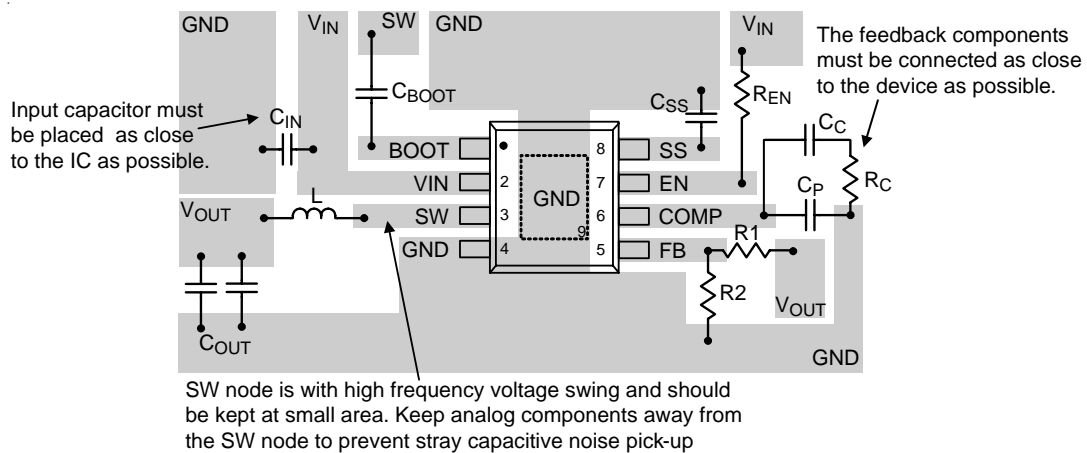 GND
VIN
SW
GND
VIN
The feedback components
must be connected as close
to the device as possible.
Input capacitor must
be placed as close
to the IC as possible.
CIN
CBOOT
CSS
REN
CC
RC
CP
BOOT
VIN
SW
GND
2
3
4
GND
9
8
7
6
5
SS
EN
COMP
FB
L
VOUT
R1
R2
VOUT
COUT
GND
SW node is with high frequency voltage swing and should
be kept at small area. Keep analog components away from
the SW node to prevent stray capacitive noise pick-up